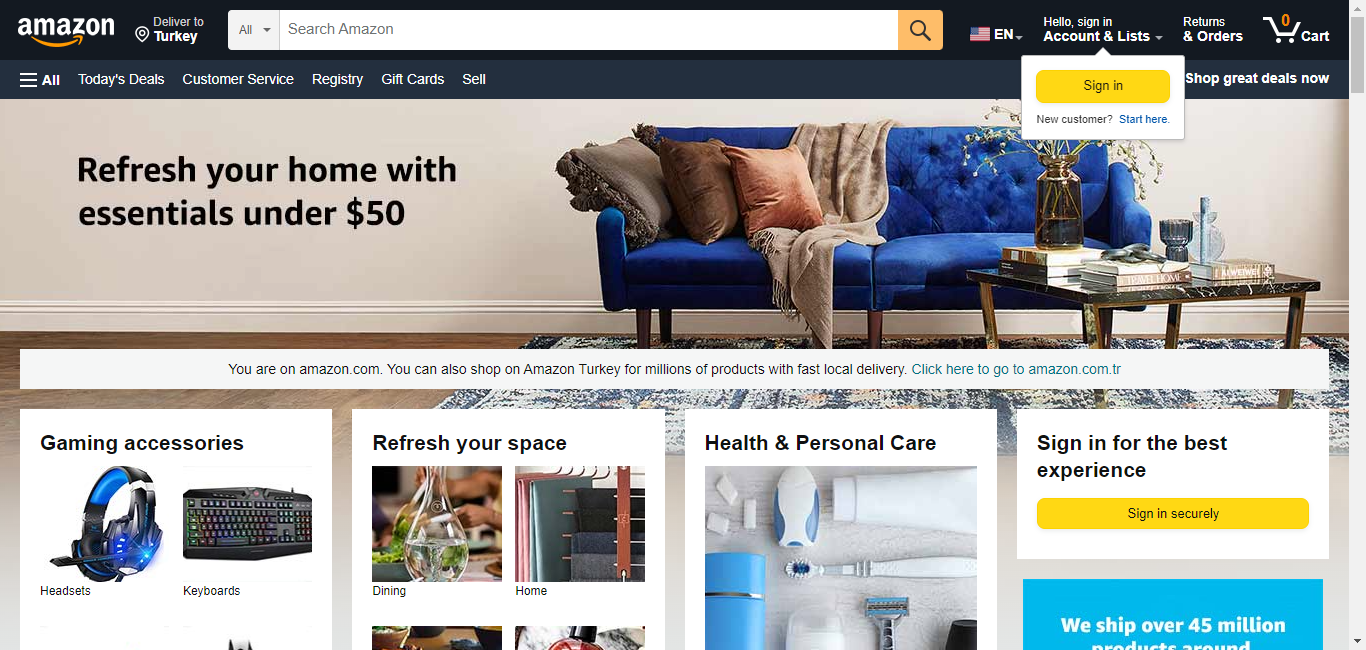 amazon
Deliver to
Turkey
All
Search Amazon
EN
Hello, sign in
Account & Lists
Returns
& Orders
0
Cart
All
Today's Deals
Customer Service
Registry
Gift Cards
Sell
Shop great deals now
Sign in
New customer? Start here.
Refresh your home with
essentials under $50
You are on amazon.com. You can also shop on Amazon Turkey for millions of products with fast local delivery. Click here to go to amazon.com.tr
Gaming accessories
Headsets
Keyboards
Refresh your space
Dining
Home
Health & Personal Care
Sign in for the best
experience
Sign in securely
We ship over 45 million
products around